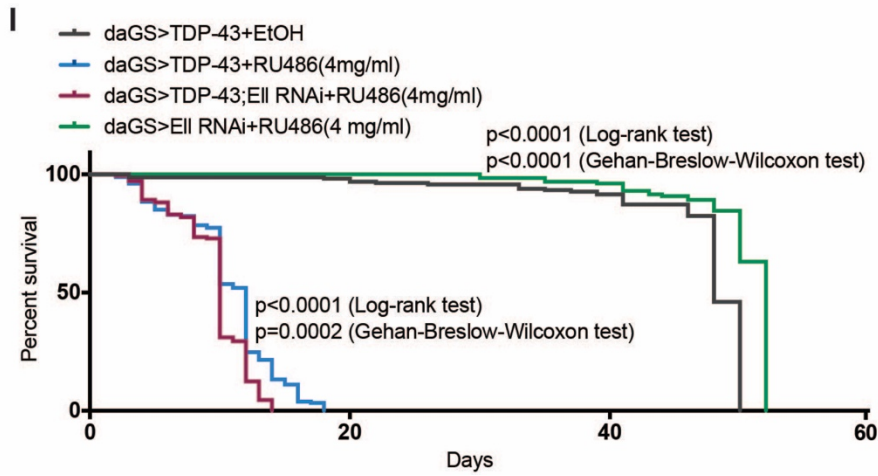 I
daGS>TDP-43+EtOH
daGS>TDP-43+RU486(4mg/ml)
daGS>TDP-43;Ell RNAi+RU486(4mg/ml)
daGS>Ell RNAi+RU486(4 mg/ml)
p<0.0001 (Log-rank test)
p<0.0001 (Gehan-Breslow-Wilcoxon test)
100
50
0
Percent survival
p<0.0001 (Log-rank test)
p=0.0002 (Gehan-Breslow-Wilcoxon test)
0 20 40 60
Days